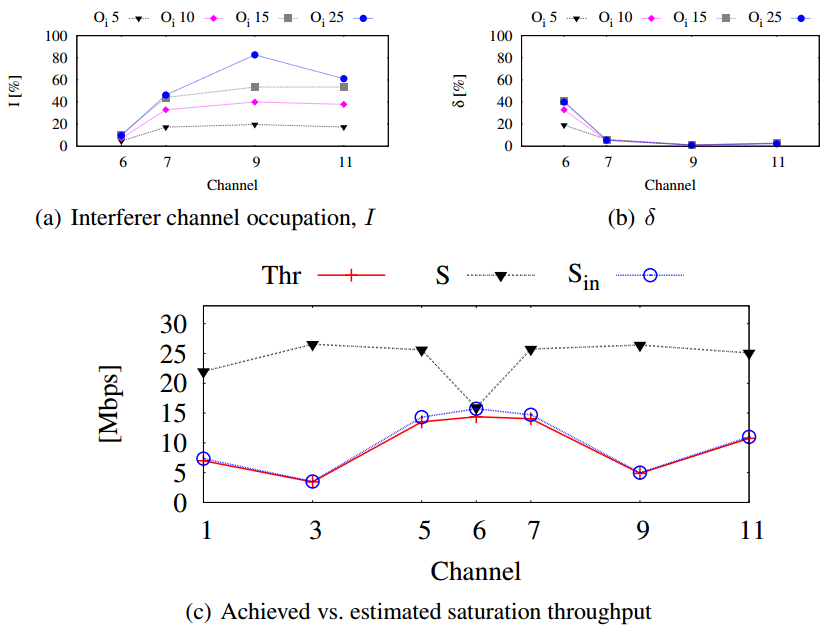 O_i 5 O_i 10 O_i 15 O_i 25
100
80
60
40
20
0
I [%]
6 7 9 11
Channel
(a) Interferer channel occupation, I
O_i 5 O_i 10 O_i 15 O_i 25
100
80
60
40
20
0
δ [%]
6 7 9 11
Channel
(b) δ
Thr S S_in
30
25
20
15
10
5
0
[Mbps]
1 3 5 6 7 9 11
Channel
(c) Achieved vs. estimated saturation throughput